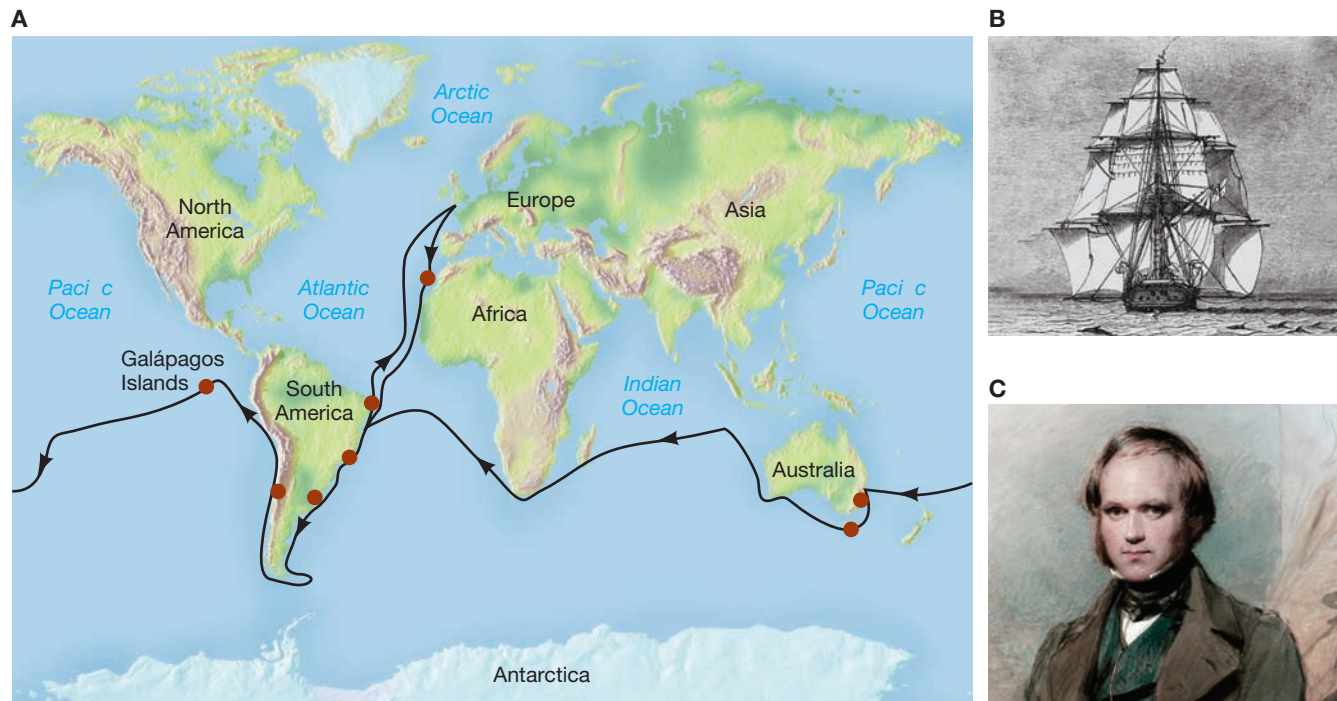 A
B
Arctic
Ocean
North
America
Europe
Asia
Paci c
Ocean
Atlantic
Ocean
Africa
Paci c
Ocean
Galápagos
Islands
South
America
Indian
Ocean
C
Australia
Antarctica